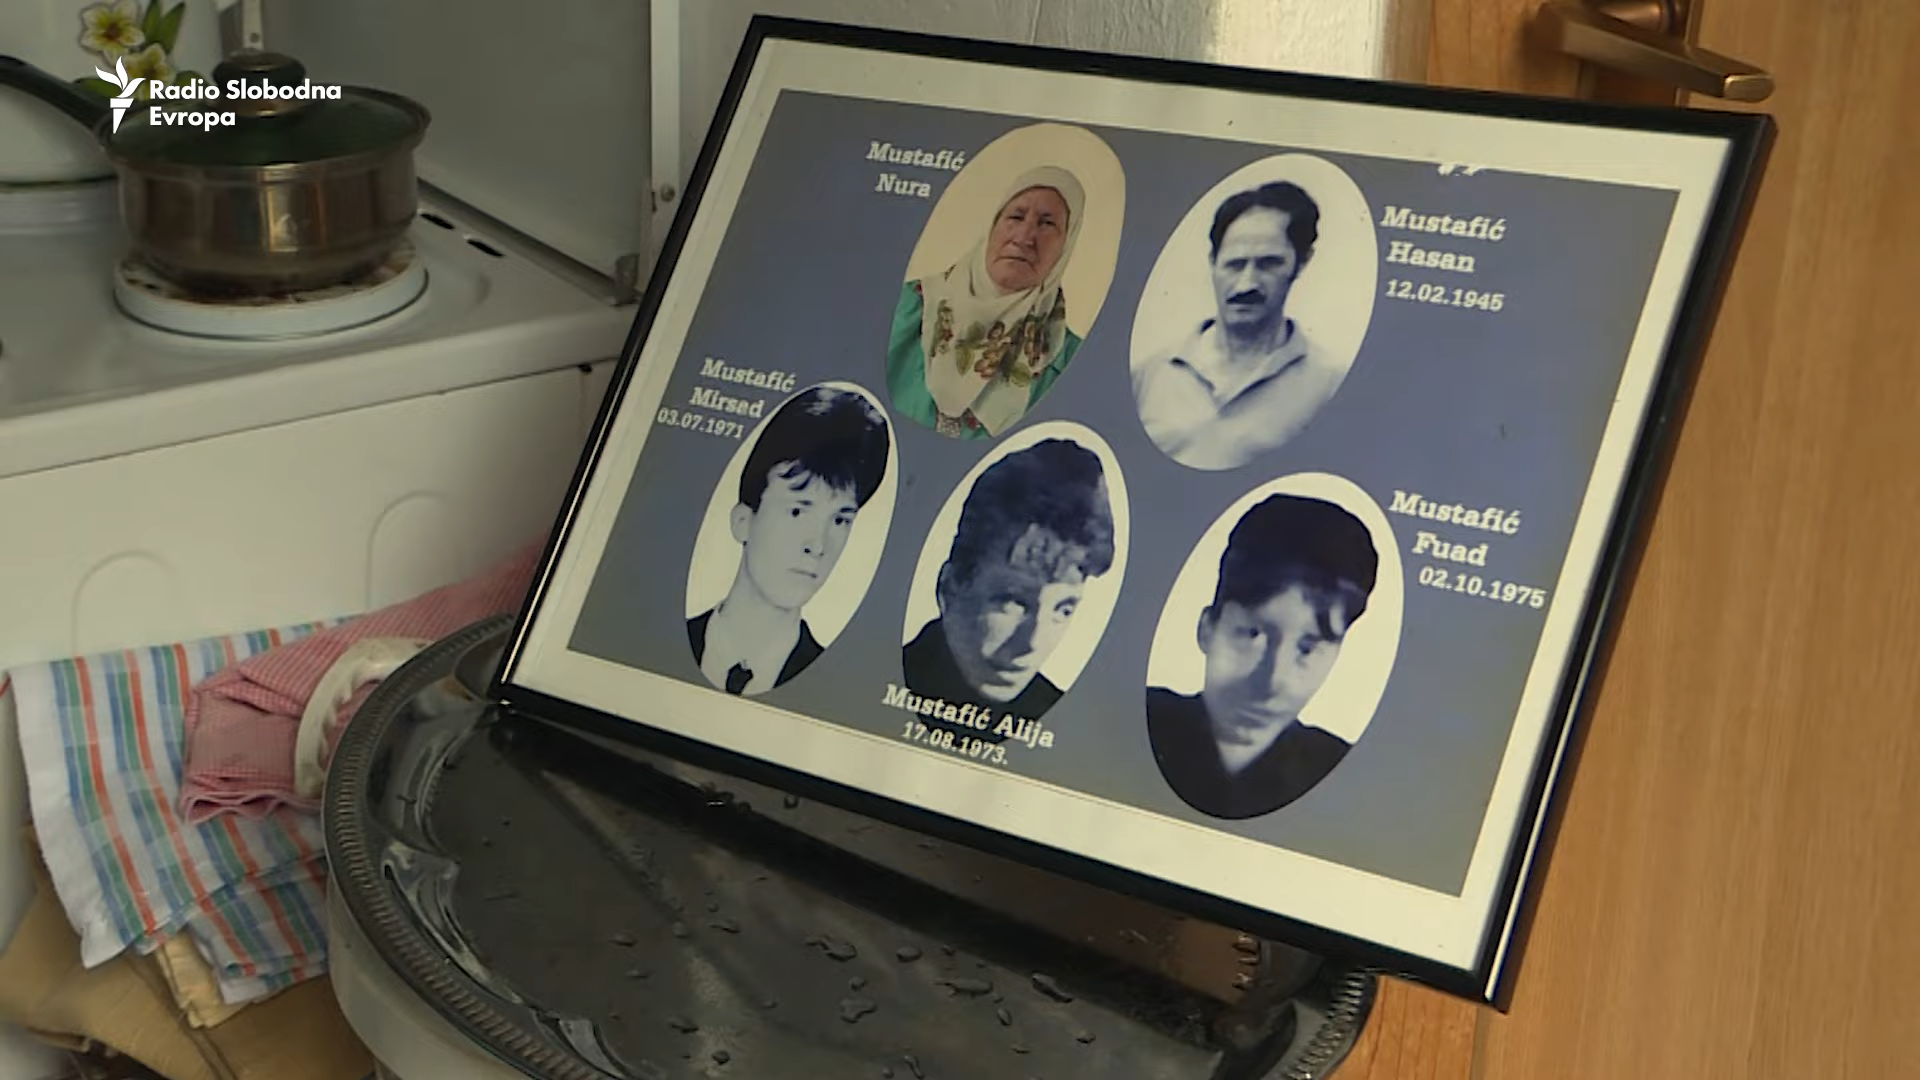 Radio Slobodna
Evropa
Mustafić
Nura
Mustafić
Hasan
12.02.1945
Mustafić
Mirsad
03.07.1971
Mustafić Alija
17.08.1973.
Mustafić
Fuad
02.10.1975